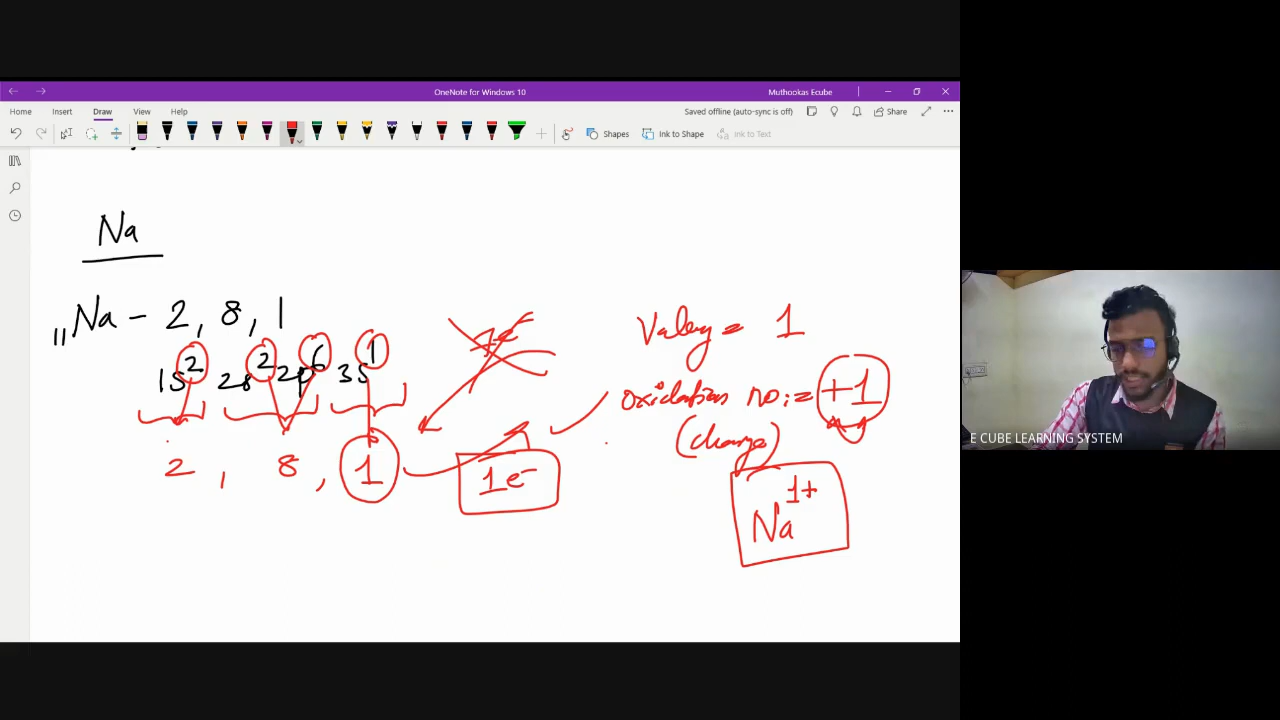 OneNote for Windows 10
Muthookas Ecube
Home Insert Draw View Help
Saved offline (auto-sync is off)
Share
Shapes
Ink to Shape
Ink to Text
Na
11Na - 2, 8, 1
1s2 2s2 2p6 3s1
2, 8, 1
1e-
Valency = 1
oxidation no: = +1
(charge)
Na1+
E CUBE LEARNING SYSTEM